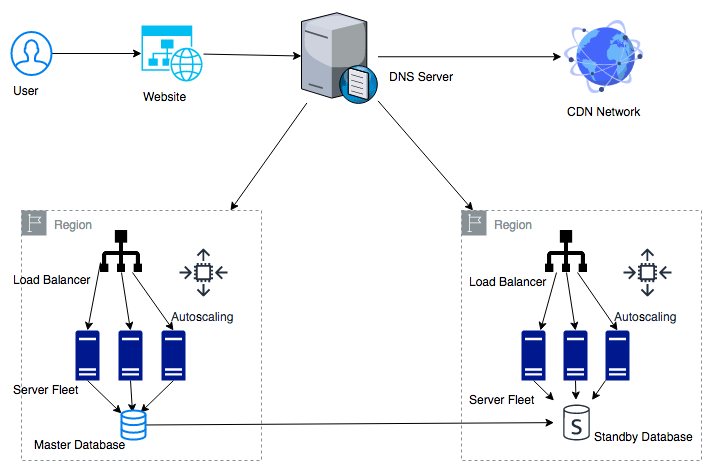 User
Website
DNS Server
CDN Network
Region
Load Balancer
Autoscaling
Server Fleet
Master Database
Region
Load Balancer
Autoscaling
Server Fleet
S
Standby Database